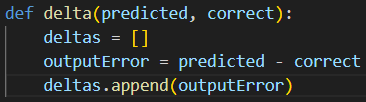 def delta(predicted, correct):
    deltas = []
    outputError = predicted - correct
    deltas.append(outputError)